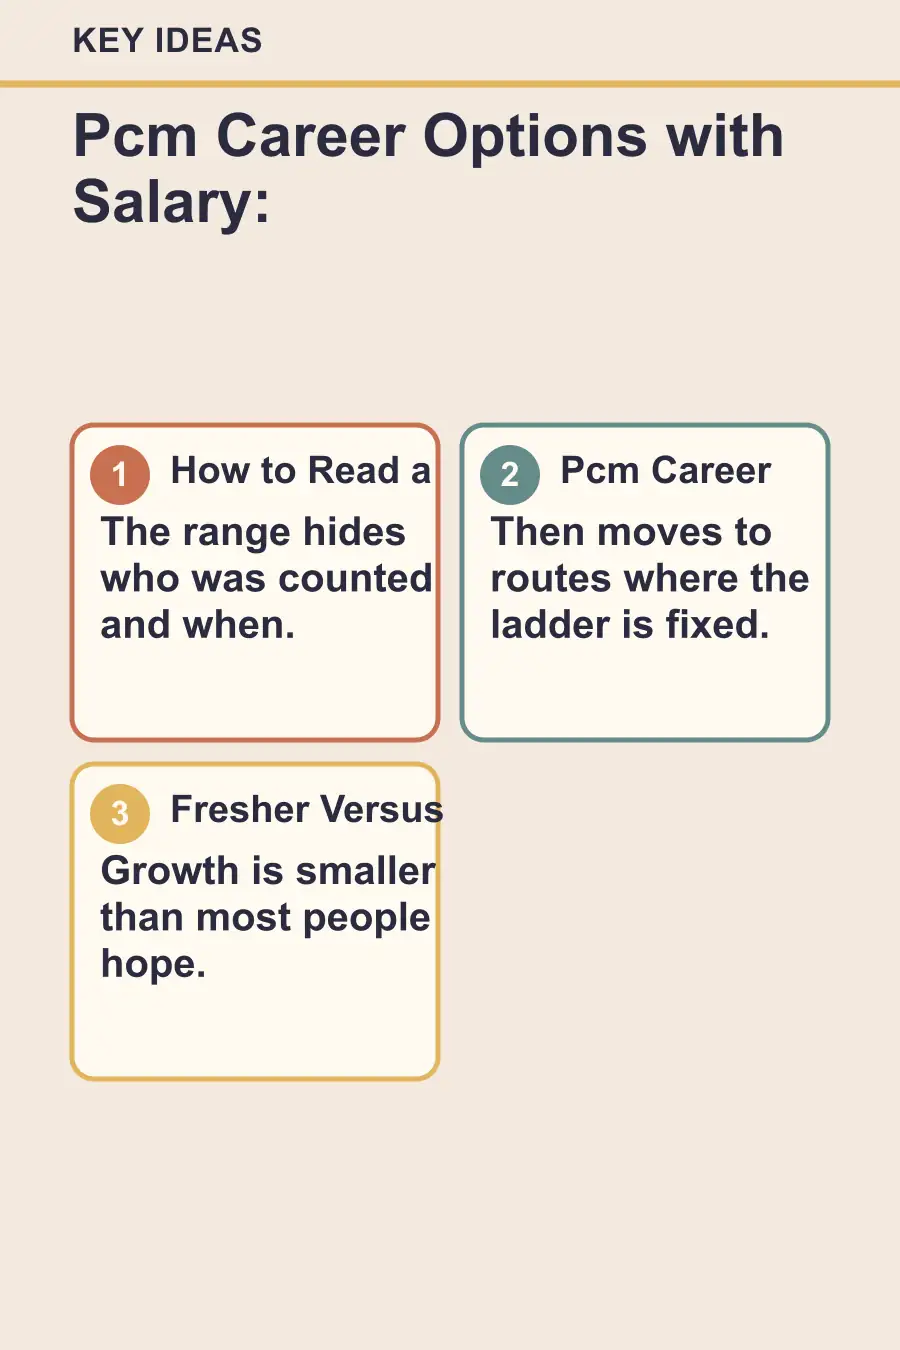 KEY IDEAS
Pcm Career Options with
Salary:
1
How to Read a
The range hides
who was counted
and when.
2
Pcm Career
Then moves to
routes where the
ladder is fixed.
3
Fresher Versus
Growth is smaller
than most people
hope.